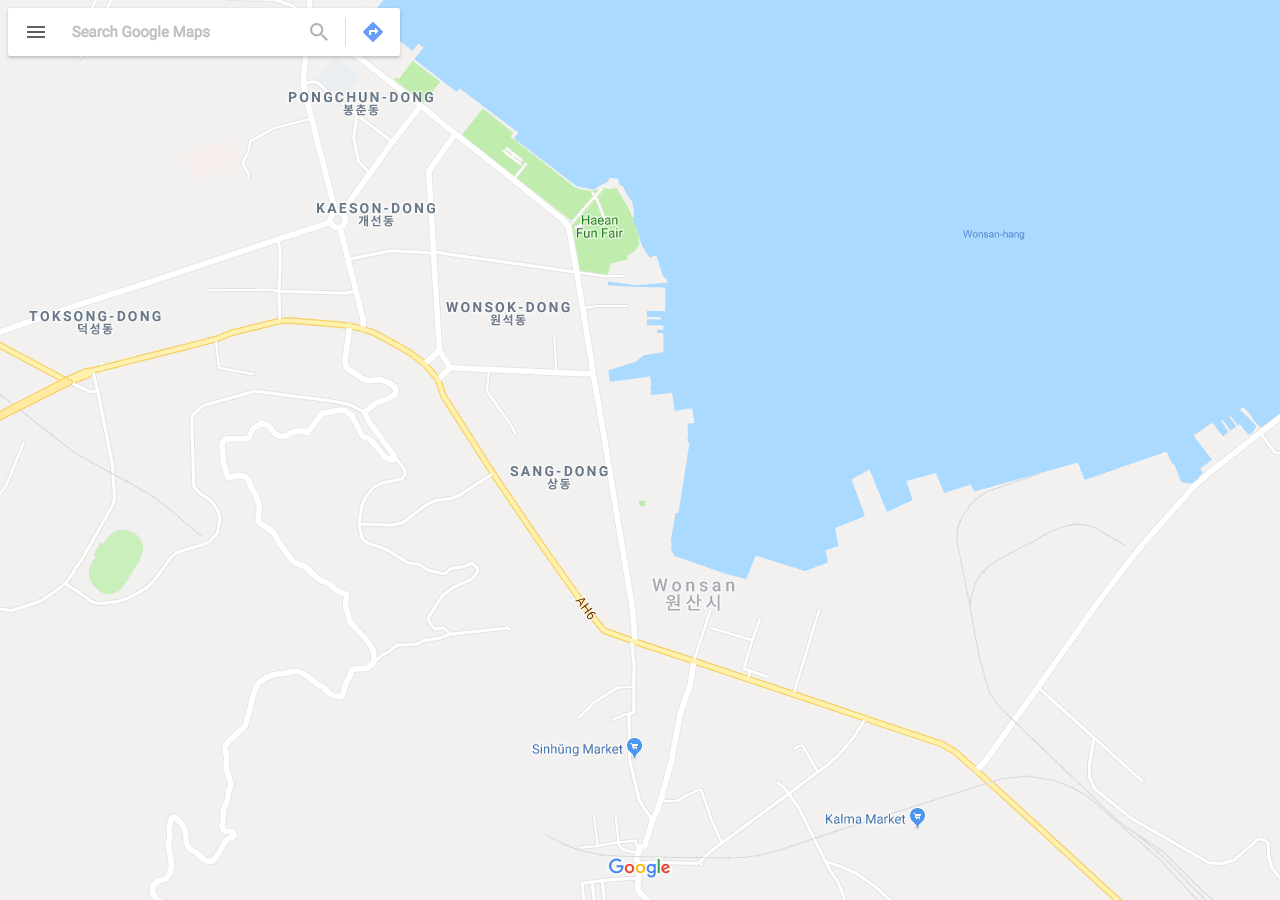 Search Google Maps
PONGCHUN-DONG
봉춘동
KAESON-DONG
개선동
Haean
Fun Fair
Wonsan-hang
WONSOK-DONG
원석동
TOKSONG-DONG
덕성동
SANG-DONG
상동
Wonsan
원산시
AH6
Sinhŭng Market
Kalma Market
Google